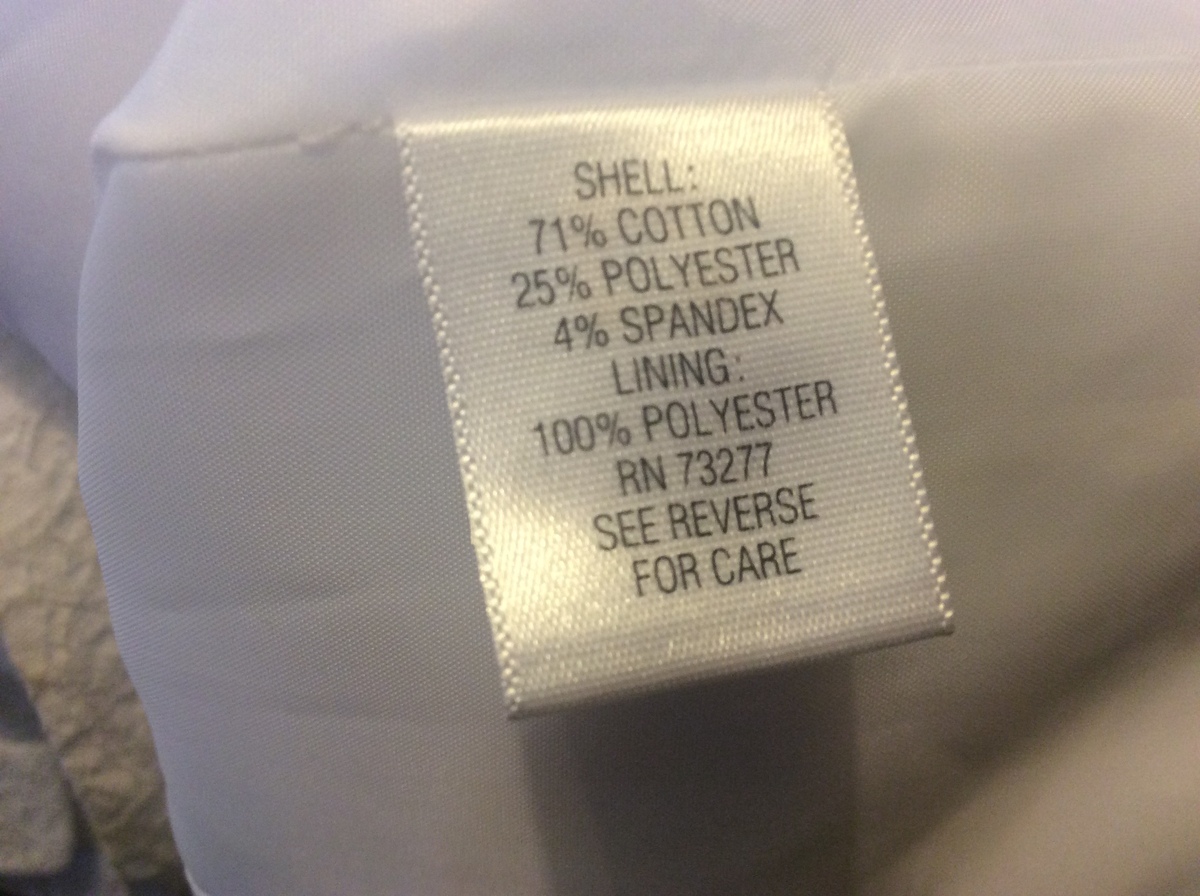 SHELL:
71% COTTON
25% POLYESTER
4% SPANDEX
LINING:
100% POLYESTER
RN 73277
SEE REVERSE
FOR CARE